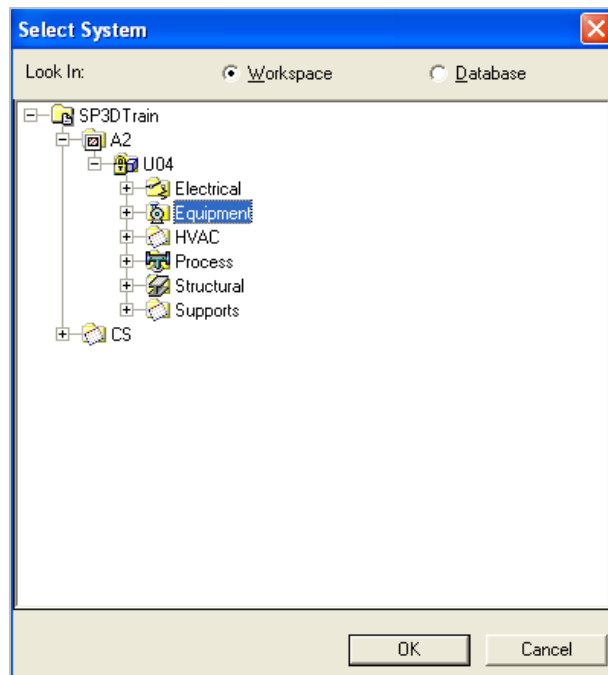 Select System
Look In: Workspace Database
SP3DTrain
A2
U04
Electrical
Equipment
HVAC
Process
Structural
Supports
CS
OK Cancel